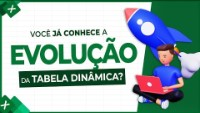 VOCÊ JÁ CONHECE A
EVOLUÇÃO
DA TABELA DINÂMICA?